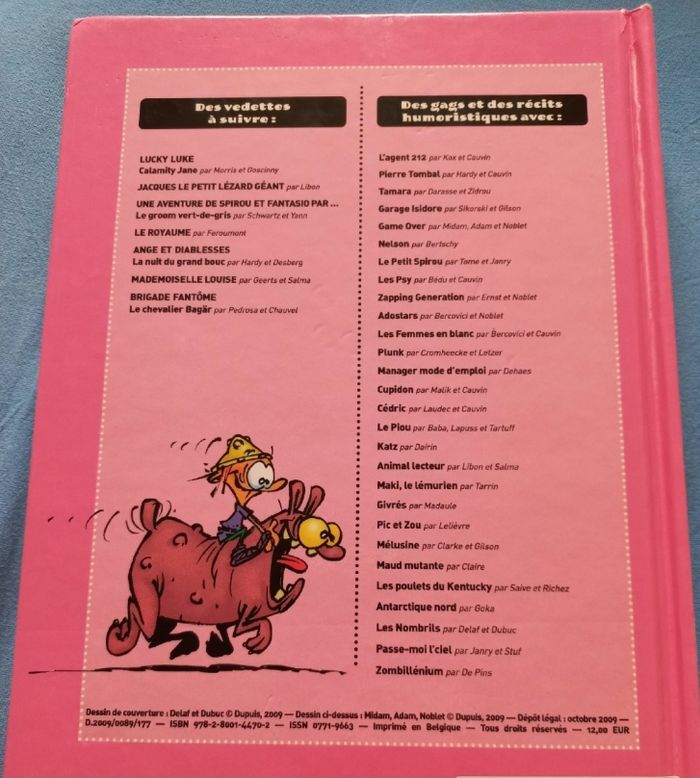 Des vedettes
à suivre :
LUCKY LUKE
Calamity Jane par Morris et Goscinny
JACQUES LE PETIT LÉZARD GÉANT par Libon
UNE AVENTURE DE SPIROU ET FANTASIO PAR ...
Le groom vert-de-gris par Schwartz et Yann
LE ROYAUME par Feroumont
ANGE ET DIABLESSES
La nuit du grand bouc par Hardy et Desberg
MADEMOISELLE LOUISE par Geerts et Salma
BRIGADE FANTÔME
Le chevalier Bagär par Pedrosa et Chauvel
Des gags et des récits
humoristiques avec :
L'agent 212 par Kox et Cauvin
Pierre Tombal par Hardy et Cauvin
Tamara par Darasse et Zidrou
Garage Isidore par Sikorski et Gilson
Game Over par Midam, Adam et Noblet
Nelson par Bertschy
Le Petit Spirou par Tome et Janry
Les Psy par Bédu et Cauvin
Zapping Generation par Ernst et Noblet
Adostars par Bercovici et Noblet
Les Femmes en blanc par Bercovici et Cauvin
Plunk par Cromheecke et Letzer
Manager mode d'emploi par Dehaes
Cupidon par Malik et Cauvin
Cédric par Laudec et Cauvin
Le Piou par Baba, Lapuss et Tartuff
Katz par Dairin
Animal lecteur par Libon et Salma
Maki, le lémurien par Tarrin
Givrés par Madaule
Pic et Zou par Lelièvre
Mélusine par Clarke et Gilson
Maud mutante par Claire
Les poulets du Kentucky par Saive et Richez
Antarctique nord par Goka
Les Nombrils par Delaf et Dubuc
Passe-moi l'ciel par Janry et Stuf
Zombillénium par De Pins
Dessin de couverture : Delaf et Dubuc © Dupuis, 2009 — Dessin ci-dessus : Midam, Adam, Noblet © Dupuis, 2009 — Dépôt légal : octobre 2009 —
D.2009/0089/177 — ISBN 978-2-8001-4470-2 — ISSN 0771-9663 — Imprimé en Belgique — Tous droits réservés — 12,00 EUR